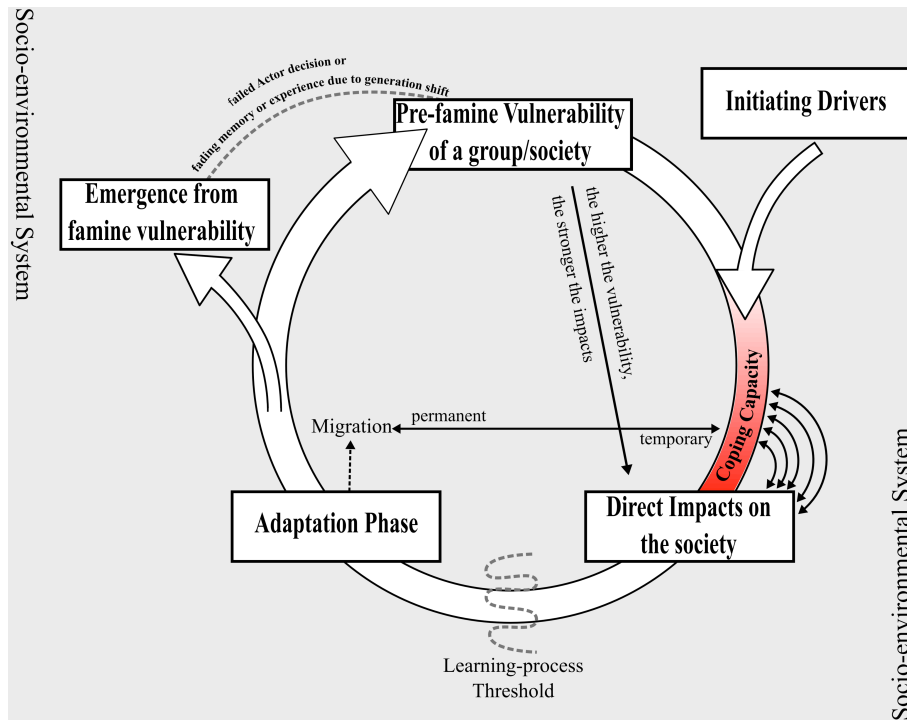 Socio-environmental System
failed Actor decision or
fading memory or experience due to generation shift
Pre-famine Vulnerability
of a group/society
Initiating Drivers
Emergence from
famine vulnerability
the higher the vulnerability,
the stronger the impacts
Coping Capacity
Migration
permanent
temporary
Adaptation Phase
Direct Impacts on
the society
Learning-process
Threshold
Socio-environmental System